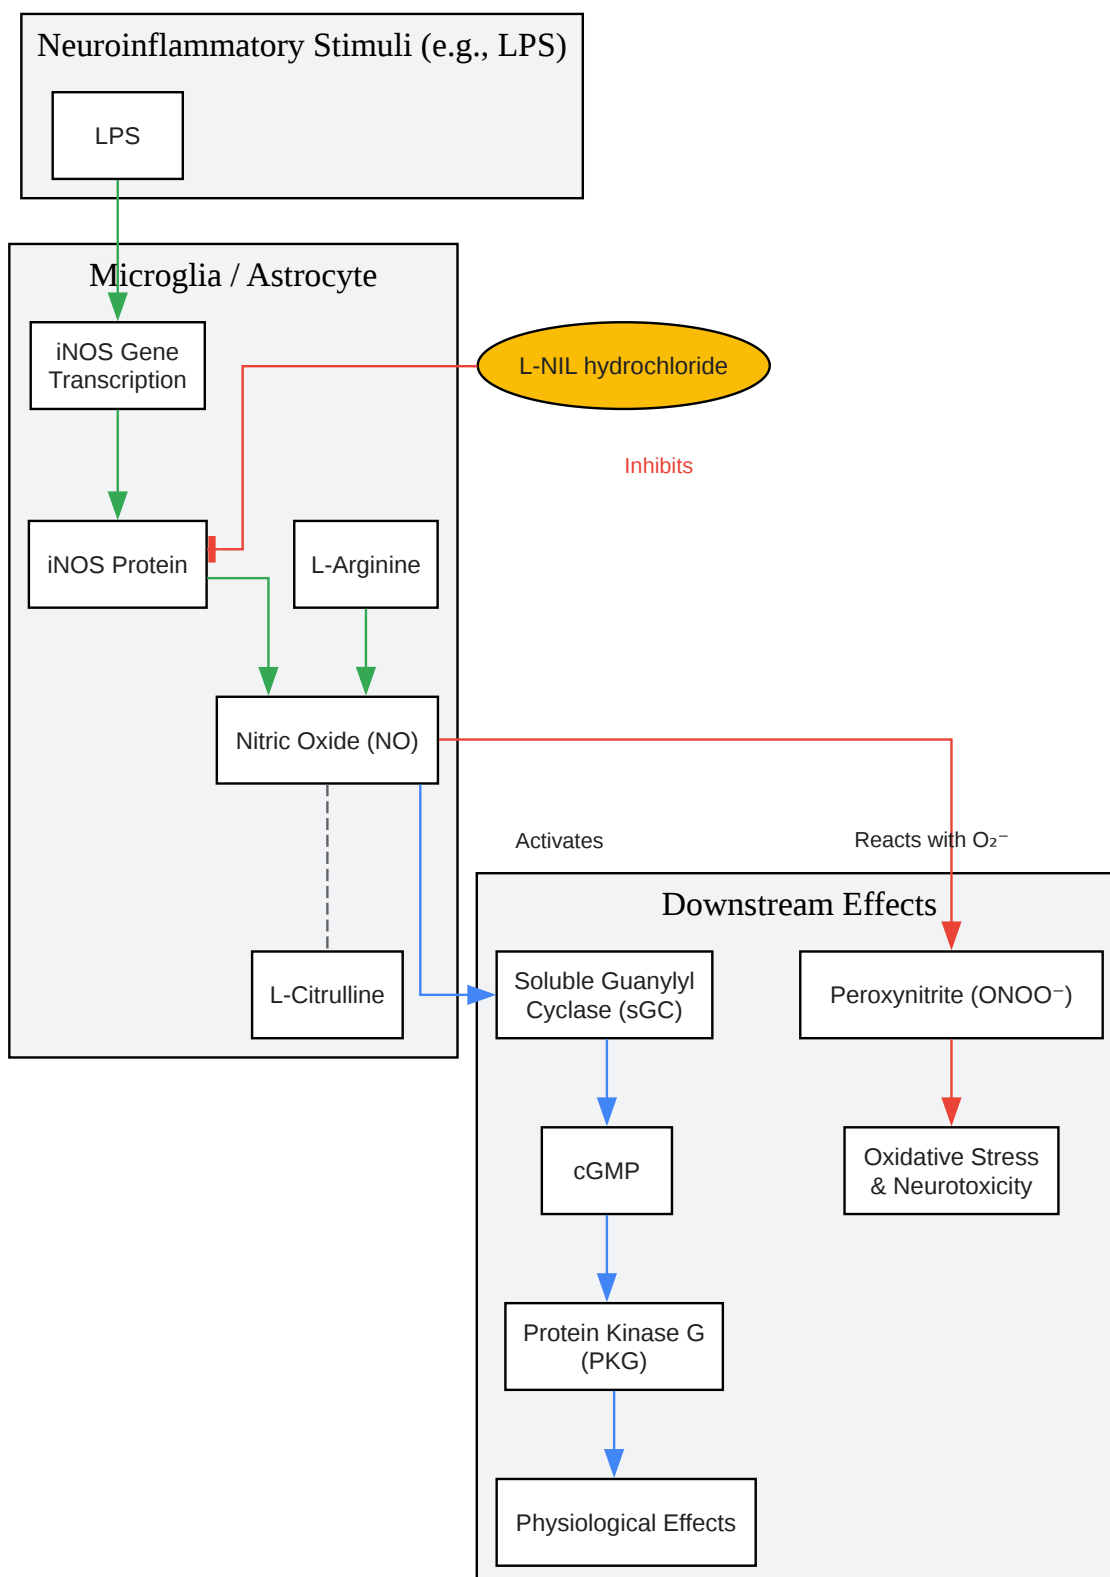 Neuroinflammatory Stimuli (e.g., LPS)
LPS
Microglia / Astrocyte
iNOS Gene
Transcription
L-NIL hydrochloride
Inhibits
iNOS Protein
L-Arginine
Nitric Oxide (NO)
Activates
Reacts with O₂⁻
Downstream Effects
L-Citrulline
Soluble Guanylyl
Cyclase (sGC)
Peroxynitrite (ONOO⁻)
cGMP
Oxidative Stress
& Neurotoxicity
Protein Kinase G
(PKG)
Physiological Effects